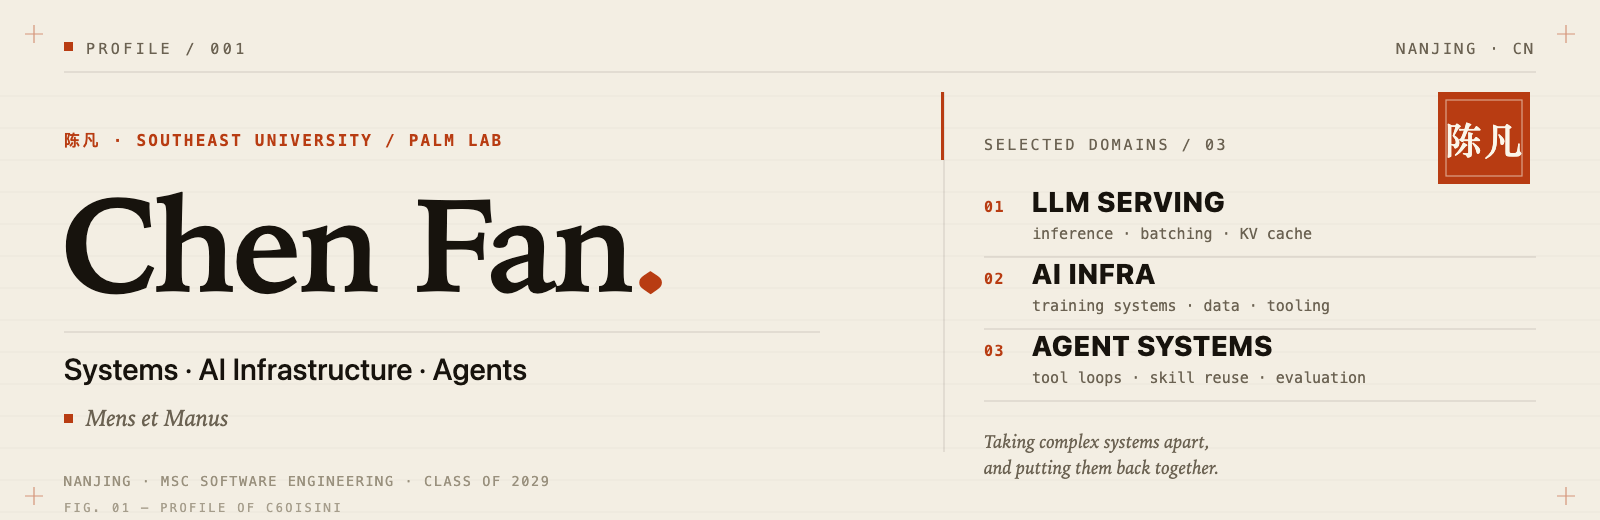 PROFILE / 001
NANJING · CN
陈凡 · SOUTHEAST UNIVERSITY / PALM LAB
Chen Fan.
Systems · AI Infrastructure · Agents
Mens et Manus
NANJING · MSC SOFTWARE ENGINEERING · CLASS OF 2029
FIG. 01 — PROFILE OF C6OISINI
SELECTED DOMAINS / 03
陈凡
01 LLM SERVING
inference · batching · KV cache
02 AI INFRA
training systems · data · tooling
03 AGENT SYSTEMS
tool loops · skill reuse · evaluation
Taking complex systems apart,
and putting them back together.